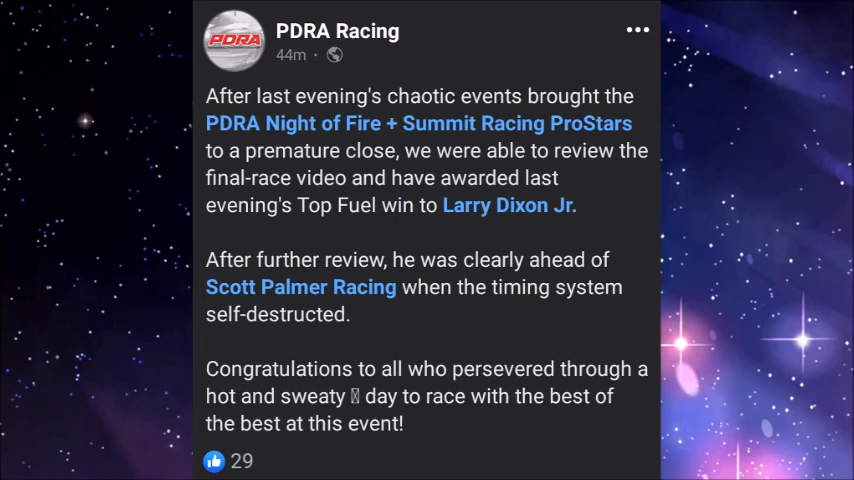 PDRA
PDRA Racing
44m ·
After last evening's chaotic events brought the
PDRA Night of Fire + Summit Racing ProStars
to a premature close, we were able to review the
final-race video and have awarded last
evening's Top Fuel win to Larry Dixon Jr.
After further review, he was clearly ahead of
Scott Palmer Racing when the timing system
self-destructed.
Congratulations to all who persevered through a
hot and sweaty day to race with the best of
the best at this event!
29